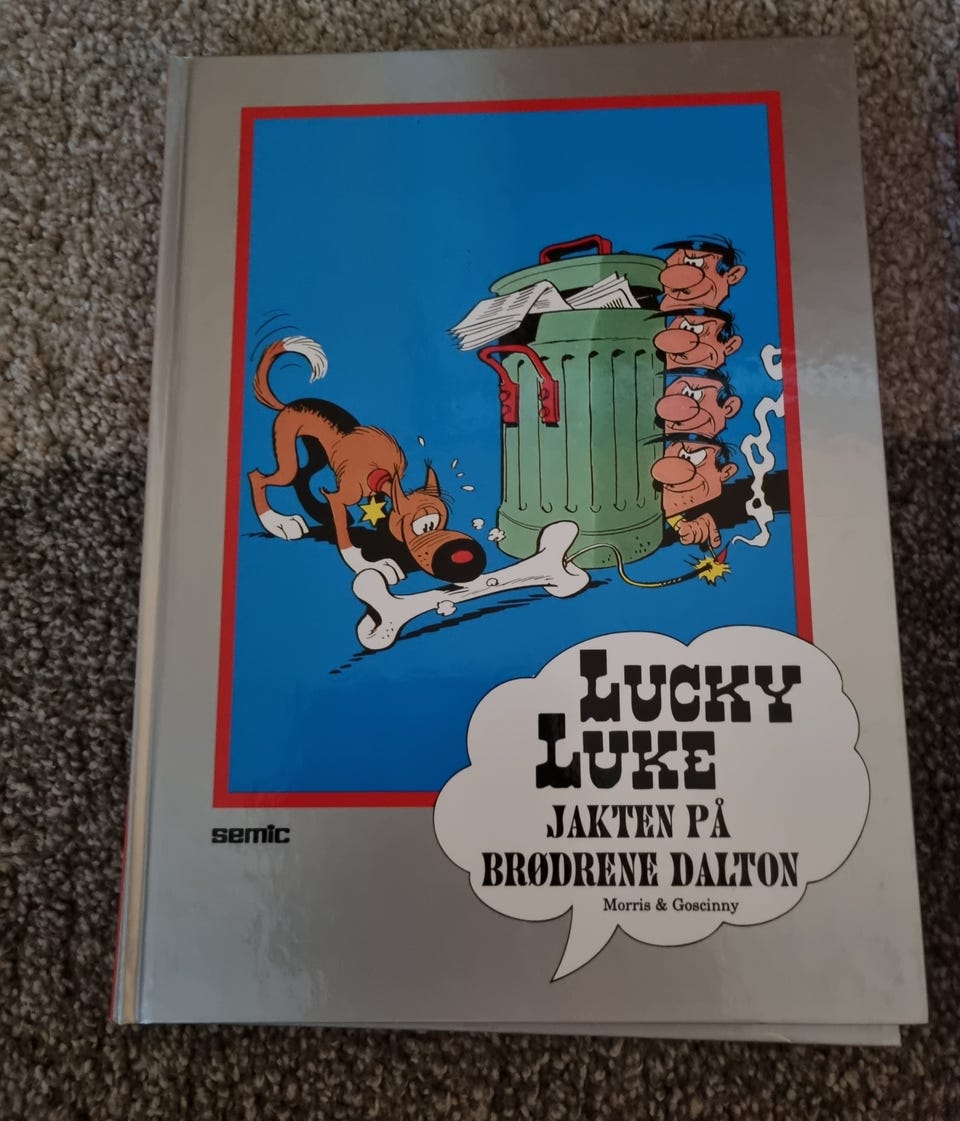 LUCKY
LUKE
JAKTEN PÅ
BRØDRENE DALTON
Morris & Goscinny
semic